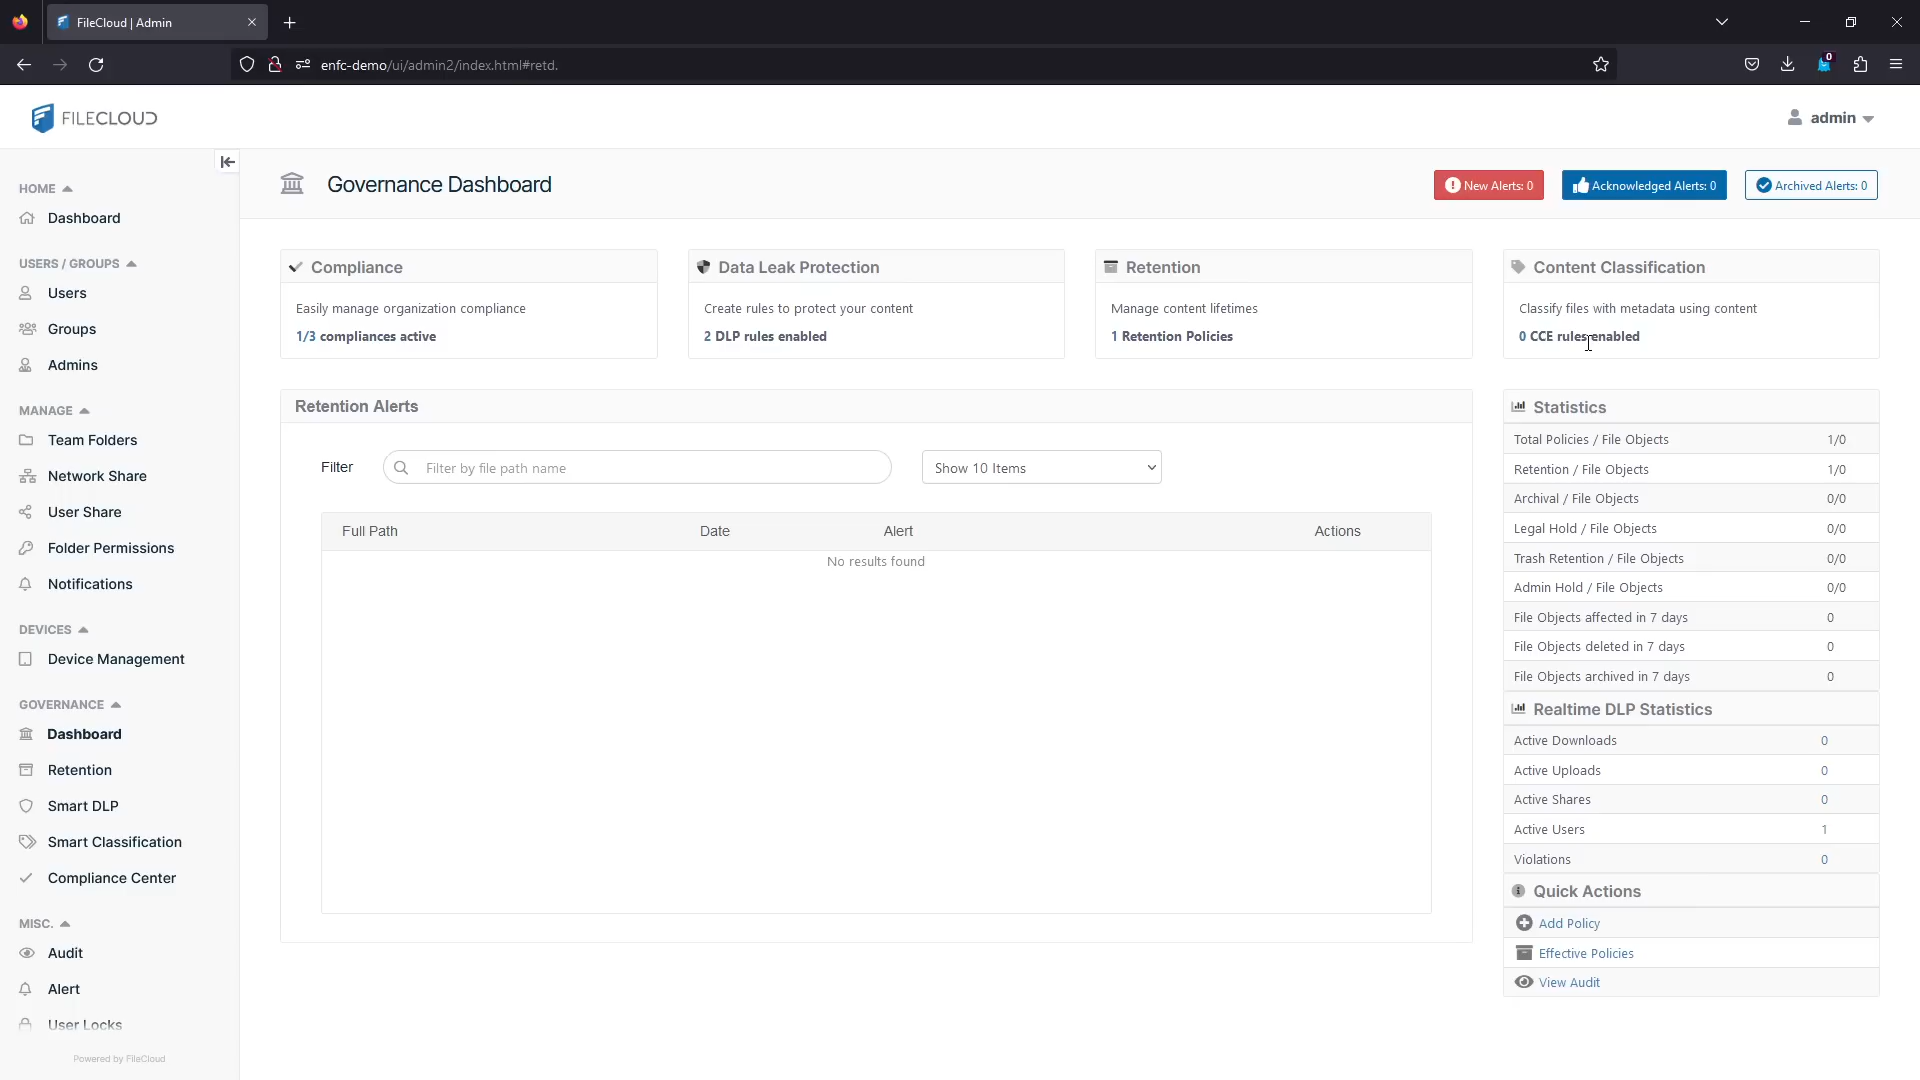 FileCloud | Admin
enfc-demo/ui/admin2/index.html#retd.
0
FILECLOUD
admin
HOME
Dashboard
USERS / GROUPS
Users
Groups
Admins
MANAGE
Team Folders
Network Share
User Share
Folder Permissions
Notifications
DEVICES
Device Management
GOVERNANCE
Dashboard
Retention
Smart DLP
Smart Classification
Compliance Center
MISC.
Audit
Alert
User Locks
Powered by FileCloud
Governance Dashboard
New Alerts: 0
Acknowledged Alerts: 0
Archived Alerts: 0
Compliance
Easily manage organization compliance
1/3 compliances active
Data Leak Protection
Create rules to protect your content
2 DLP rules enabled
Retention
Manage content lifetimes
1 Retention Policies
Content Classification
Classify files with metadata using content
0 CCE rules enabled
Retention Alerts
Filter
Filter by file path name
Show 10 Items
Full Path Date Alert Actions
No results found
Statistics
Total Policies / File Objects 1/0
Retention / File Objects 1/0
Archival / File Objects 0/0
Legal Hold / File Objects 0/0
Trash Retention / File Objects 0/0
Admin Hold / File Objects 0/0
File Objects affected in 7 days 0
File Objects deleted in 7 days 0
File Objects archived in 7 days 0
Realtime DLP Statistics
Active Downloads 0
Active Uploads 0
Active Shares 0
Active Users 1
Violations 0
Quick Actions
Add Policy
Effective Policies
View Audit